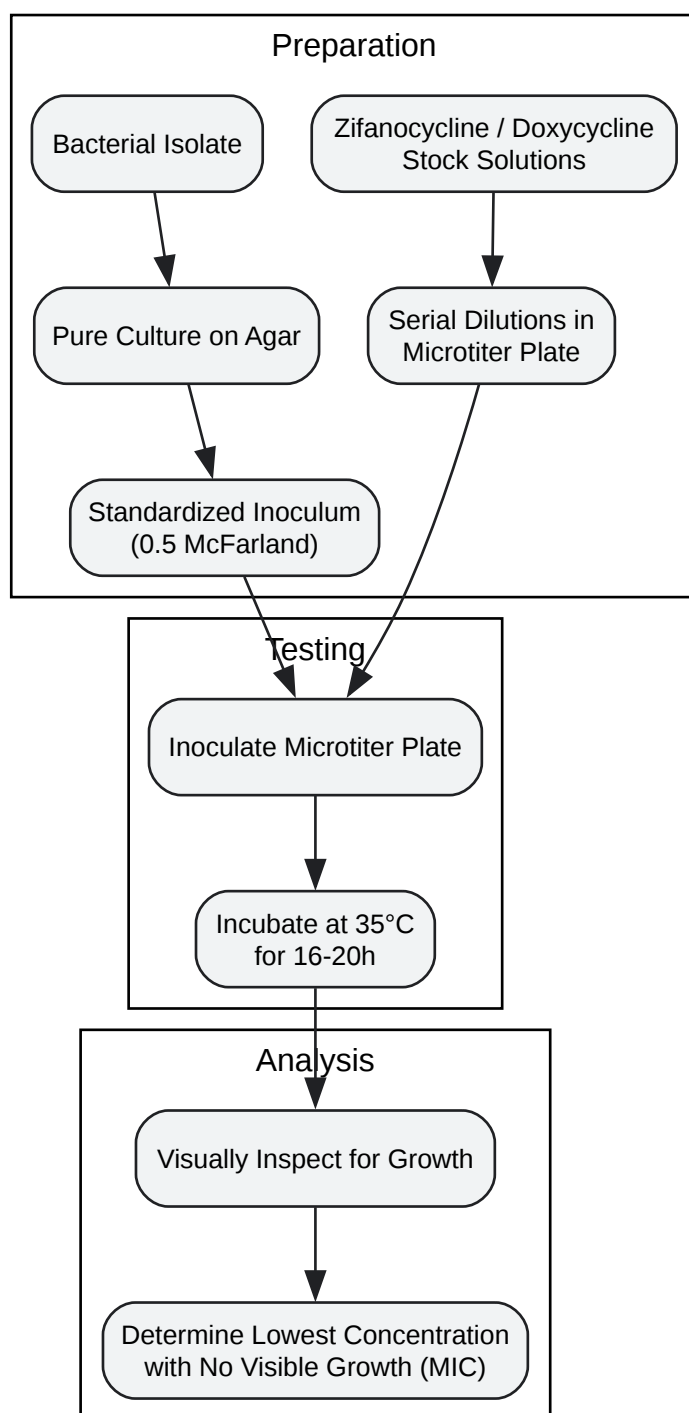 Preparation
Bacterial Isolate
Zifanocycline / Doxycycline
Stock Solutions
Pure Culture on Agar
Serial Dilutions in
Microtiter Plate
Standardized Inoculum
(0.5 McFarland)
Testing
Inoculate Microtiter Plate
Incubate at 35°C
for 16-20h
Analysis
Visually Inspect for Growth
Determine Lowest Concentration
with No Visible Growth (MIC)